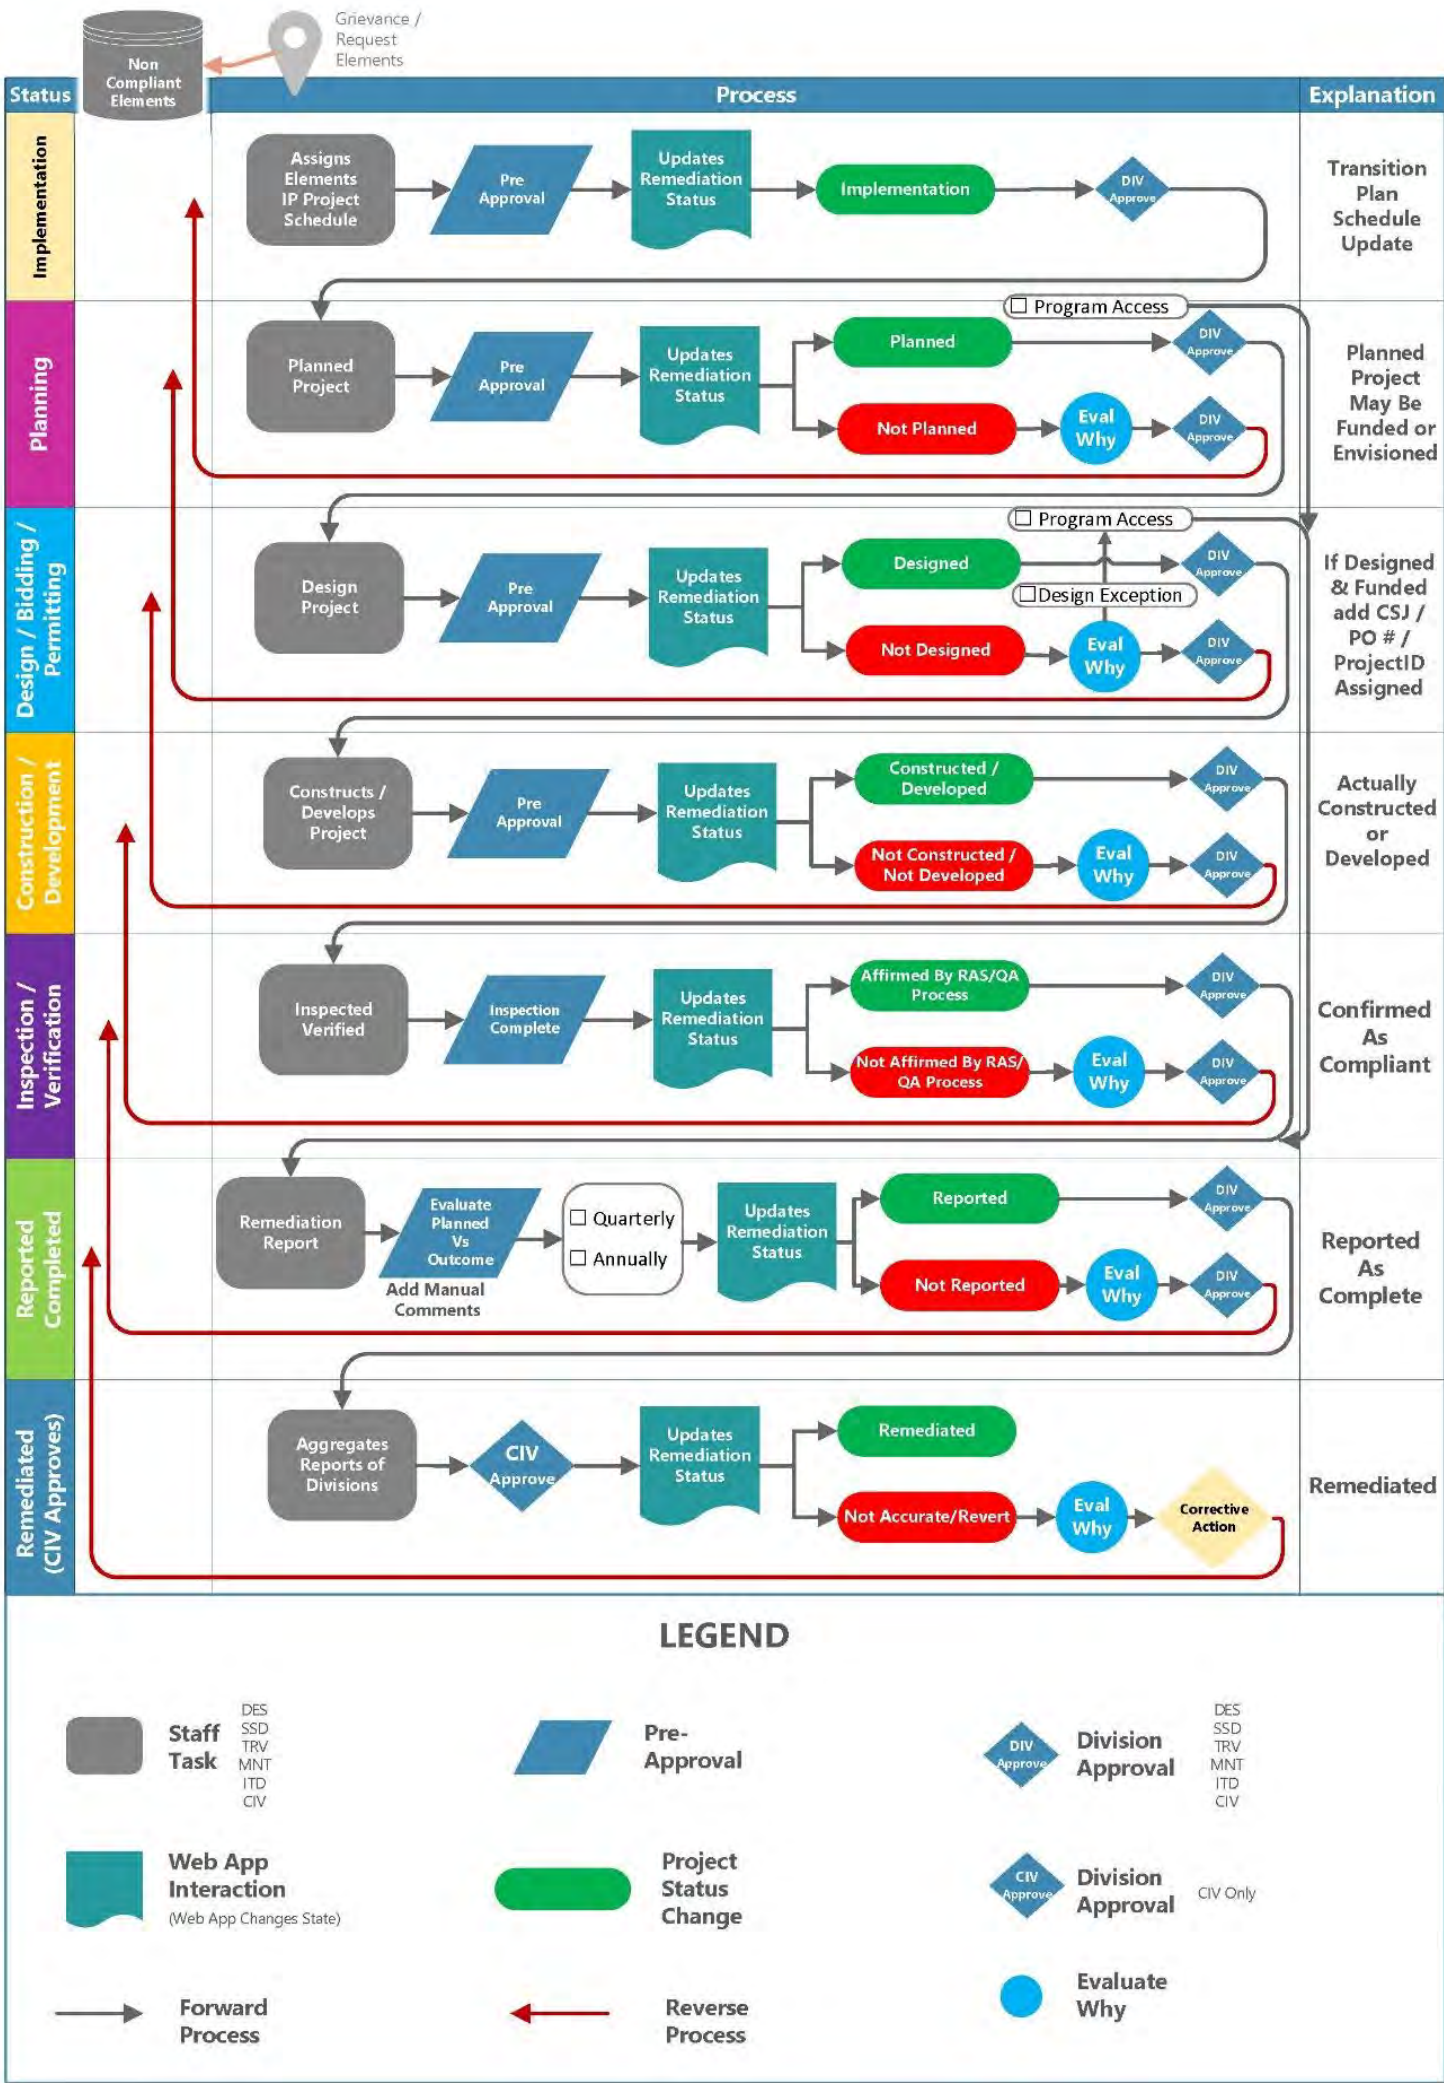 Grievance /
Request
Elements
Non
Compliant
Elements
Status
Process
Explanation
Implementation
Assigns
Elements
IP Project
Schedule
Pre
Approval
Updates
Remediation
Status
Implementation
DIV
Approve
Transition
Plan
Schedule
Update
Planning
Program Access
Planned
Project
Pre
Approval
Updates
Remediation
Status
Planned
DIV
Approve
Not Planned
Eval
Why
DIV
Approve
Planned
Project
May Be
Funded or
Envisioned
Design / Bidding /
Permitting
Program Access
Design
Project
Pre
Approval
Updates
Remediation
Status
Designed
DIV
Approve
Design Exception
Not Designed
Eval
Why
DIV
Approve
If Designed
& Funded
add CSJ /
PO # /
ProjectID
Assigned
Construction /
Development
Constructs /
Develops
Project
Pre
Approval
Updates
Remediation
Status
Constructed /
Developed
DIV
Approve
Not Constructed /
Not Developed
Eval
Why
DIV
Approve
Actually
Constructed
or
Developed
Inspection /
Verification
Inspected
Verified
Inspection
Complete
Updates
Remediation
Status
Affirmed By RAS/QA
Process
DIV
Approve
Not Affirmed By RAS/
QA Process
Eval
Why
DIV
Approve
Confirmed
As
Compliant
Reported
Completed
Remediation
Report
Evaluate
Planned
Vs
Outcome
Add Manual
Comments
Quarterly
Annually
Updates
Remediation
Status
Reported
DIV
Approve
Not Reported
Eval
Why
DIV
Approve
Reported
As
Complete
Remediated
(CIV Approves)
Aggregates
Reports of
Divisions
CIV
Approve
Updates
Remediation
Status
Remediated
Not Accurate/Revert
Eval
Why
Corrective
Action
Remediated
LEGEND
Staff
Task
DES
SSD
TRV
MNT
ITD
CIV
Pre-
Approval
DIV
Approve
Division
Approval
DES
SSD
TRV
MNT
ITD
CIV
Web App
Interaction
(Web App Changes State)
Project
Status
Change
CIV
Approve
Division
Approval
CIV Only
Forward
Process
Reverse
Process
Evaluate
Why